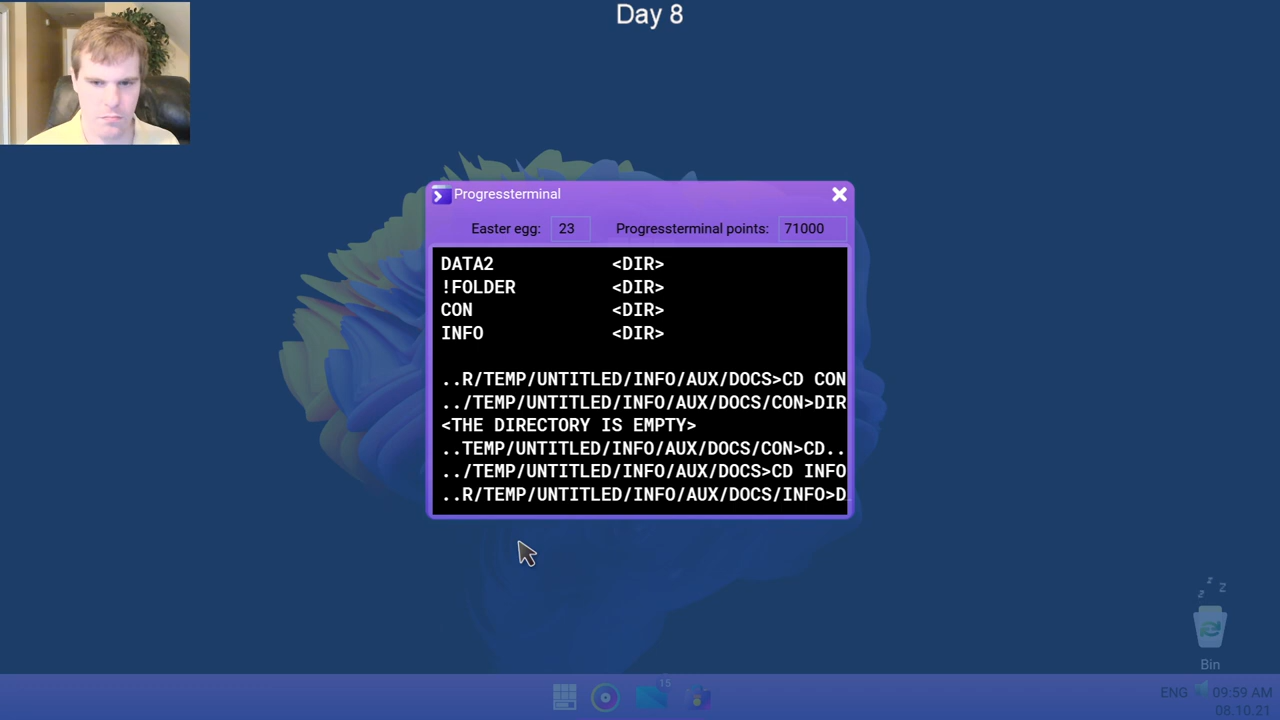 Day 8
Progressterminal
Easter egg: 23 Progressterminal points: 71000
DATA2 <DIR>
!FOLDER <DIR>
CON <DIR>
INFO <DIR>
..R/TEMP/UNTITLED/INFO/AUX/DOCS>CD CON
../TEMP/UNTITLED/INFO/AUX/DOCS/CON>DIR
<THE DIRECTORY IS EMPTY>
..TEMP/UNTITLED/INFO/AUX/DOCS/CON>CD..
../TEMP/UNTITLED/INFO/AUX/DOCS>CD INFO
..R/TEMP/UNTITLED/INFO/AUX/DOCS/INFO>D
z z Z
Bin
15
ENG 09:59 AM
08.10.21